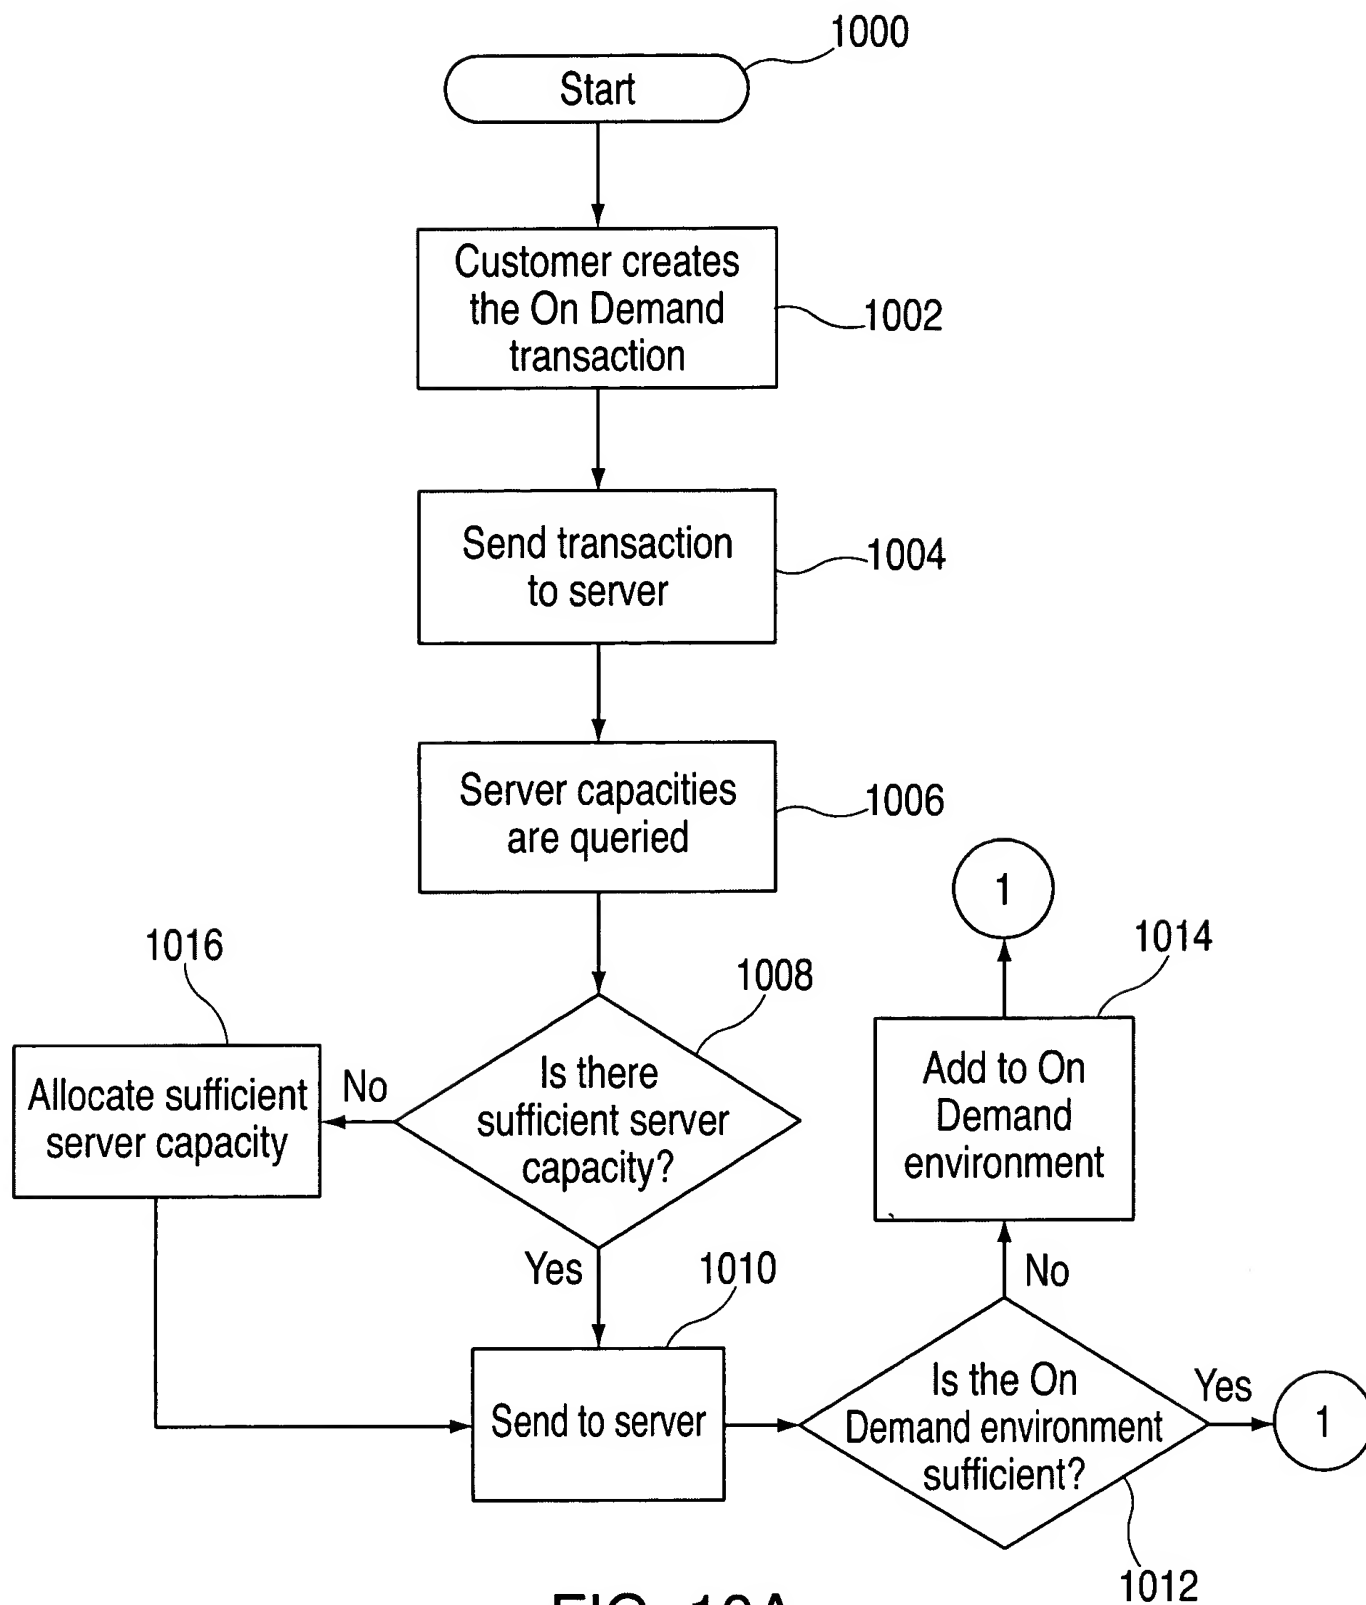 1000
Start
Customer creates
the On Demand
transaction
1002
Send transaction
to server
1004
Server capacities
are queried
1006
1
1016
1008
1014
Allocate sufficient
server capacity
No
Is there
sufficient server
capacity?
Add to On
Demand
environment
Yes
1010
No
Send to server
Is the On
Demand environment
sufficient?
Yes
1
1012
FIG. 10A